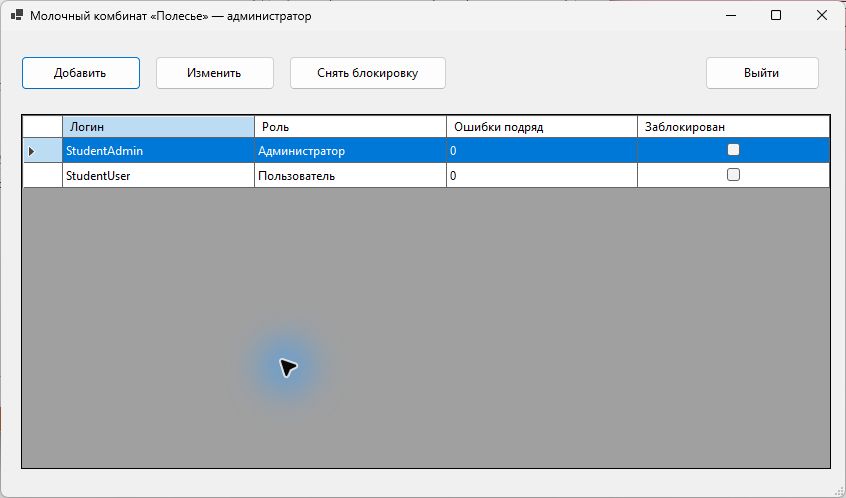 Молочный комбинат «Полесье» — администратор
Добавить Изменить Снять блокировку Выйти
Логин Роль Ошибки подряд Заблокирован
StudentAdmin Администратор 0
StudentUser Пользователь 0